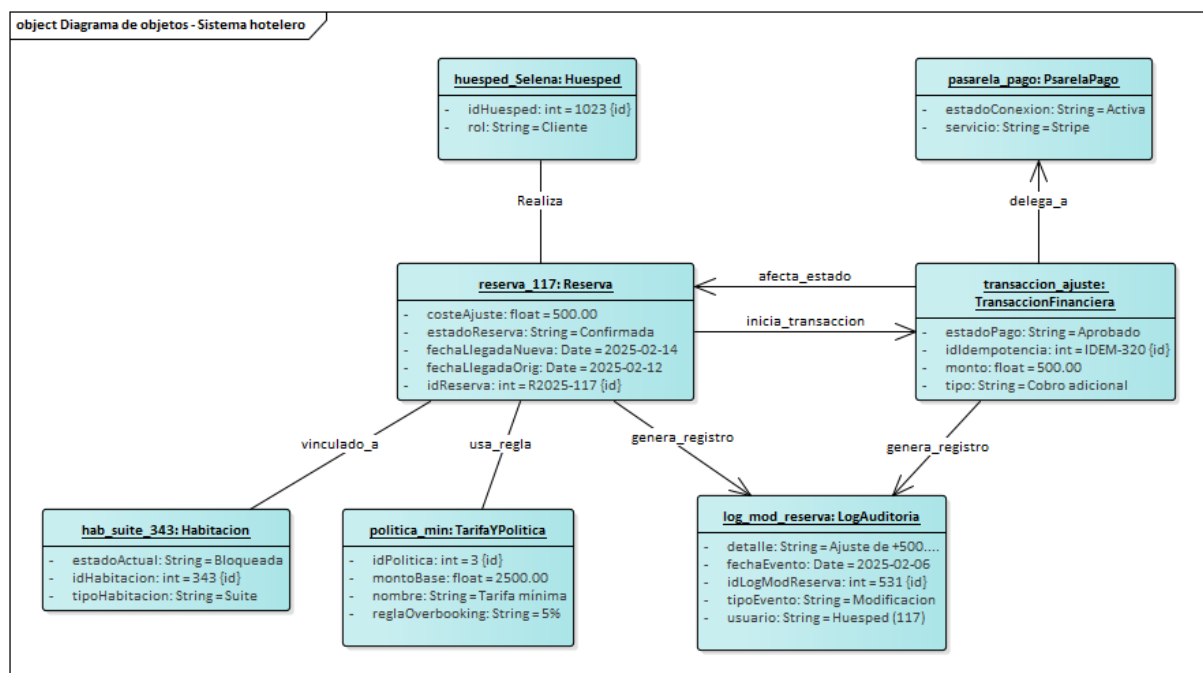 object Diagrama de objetos - Sistema hotelero
huesped_Selena: Huesped
- idHuesped: int = 1023 {id}
- rol: String = Cliente
pasarela_pago: PsarelaPago
- estadoConexion: String = Activa
- servicio: String = Stripe
Realiza
delega_a
reserva_117: Reserva
- costeAjuste: float = 500.00
- estadoReserva: String = Confirmada
- fechaLlegadaNueva: Date = 2025-02-14
- fechaLlegadaOrig: Date = 2025-02-12
- idReserva: int = R2025-117 {id}
afecta_estado
inicia_transaccion
transaccion_ajuste:
TransaccionFinanciera
- estadoPago: String = Aprobado
- idIdempotencia: int = IDEM-320 {id}
- monto: float = 500.00
- tipo: String = Cobro adicional
vinculado_a
usa_regla
genera_registro
genera_registro
hab_suite_343: Habitacion
- estadoActual: String = Bloqueada
- idHabitacion: int = 343 {id}
- tipoHabitacion: String = Suite
politica_min: TarifaYPolitica
- idPolitica: int = 3 {id}
- montoBase: float = 2500.00
- nombre: String = Tarifa mínima
- reglaOverbooking: String = 5%
log_mod_reserva: LogAuditoria
- detalle: String = Ajuste de +500....
- fechaEvento: Date = 2025-02-06
- idLogModReserva: int = 531 {id}
- tipoEvento: String = Modificacion
- usuario: String = Huesped (117)